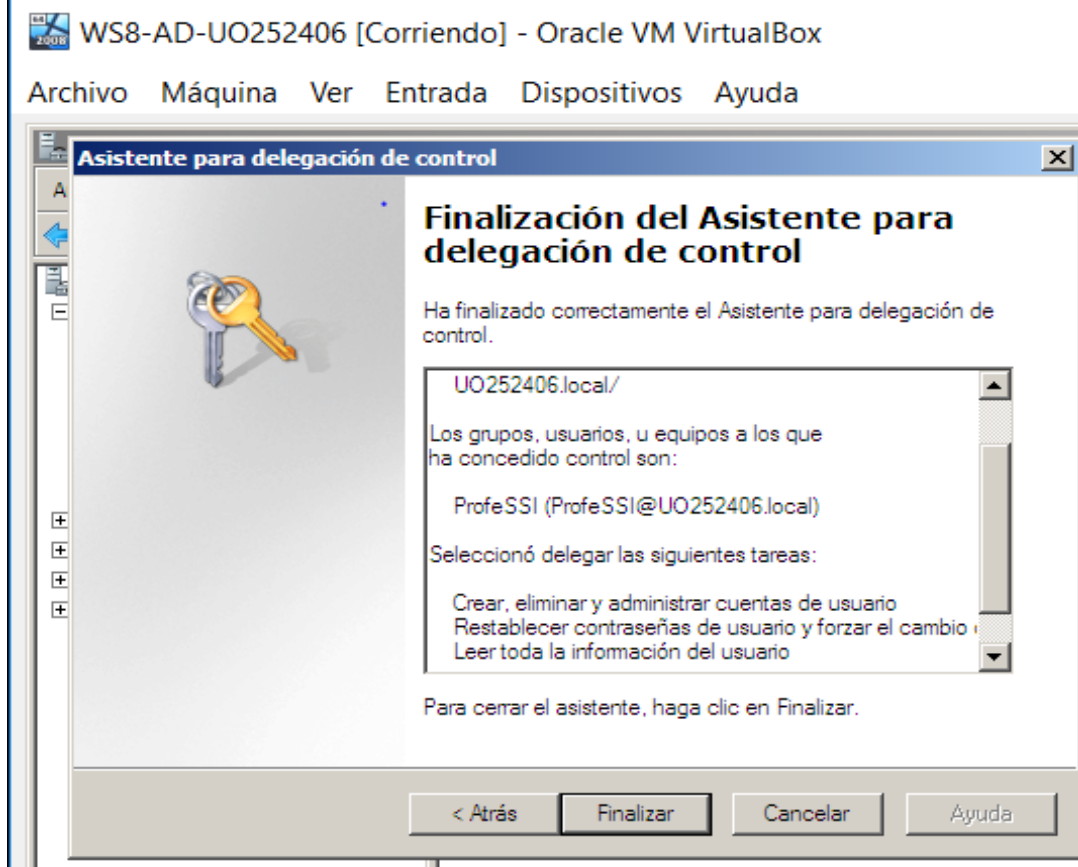 64
2008
WS8-AD-UO252406 [Corriendo] - Oracle VM VirtualBox
Archivo Máquina Ver Entrada Dispositivos Ayuda
Asistente para delegación de control
A
Finalización del Asistente para
delegación de control
Ha finalizado correctamente el Asistente para delegación de
control.
UO252406.local/
Los grupos, usuarios, u equipos a los que
ha concedido control son:
ProfeSSI (ProfeSSI@UO252406.local)
Seleccionó delegar las siguientes tareas:
Crear, eliminar y administrar cuentas de usuario
Restablecer contraseñas de usuario y forzar el cambio
Leer toda la información del usuario
Para cerrar el asistente, haga clic en Finalizar.
< Atrás Finalizar Cancelar Ayuda